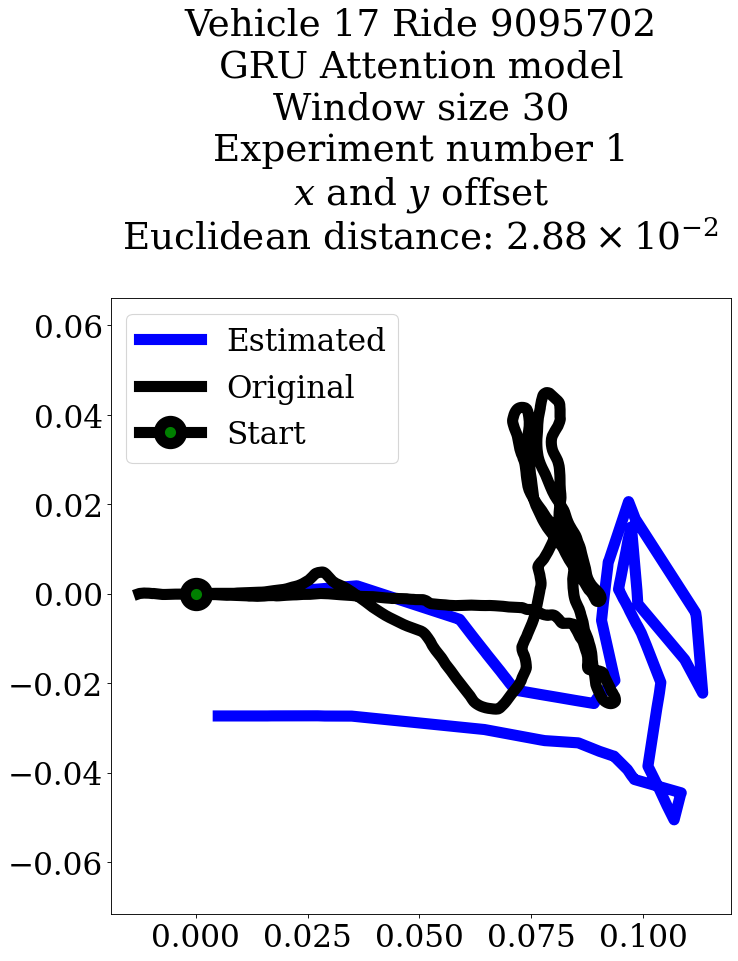 Vehicle 17 Ride 9095702
GRU Attention model
Window size 30
Experiment number 1
x and y offset
Euclidean distance: 2.88 × 10⁻²
Estimated
Original
Start
0.06
0.04
0.02
0.00
−0.02
−0.04
−0.06
0.000 0.025 0.050 0.075 0.100